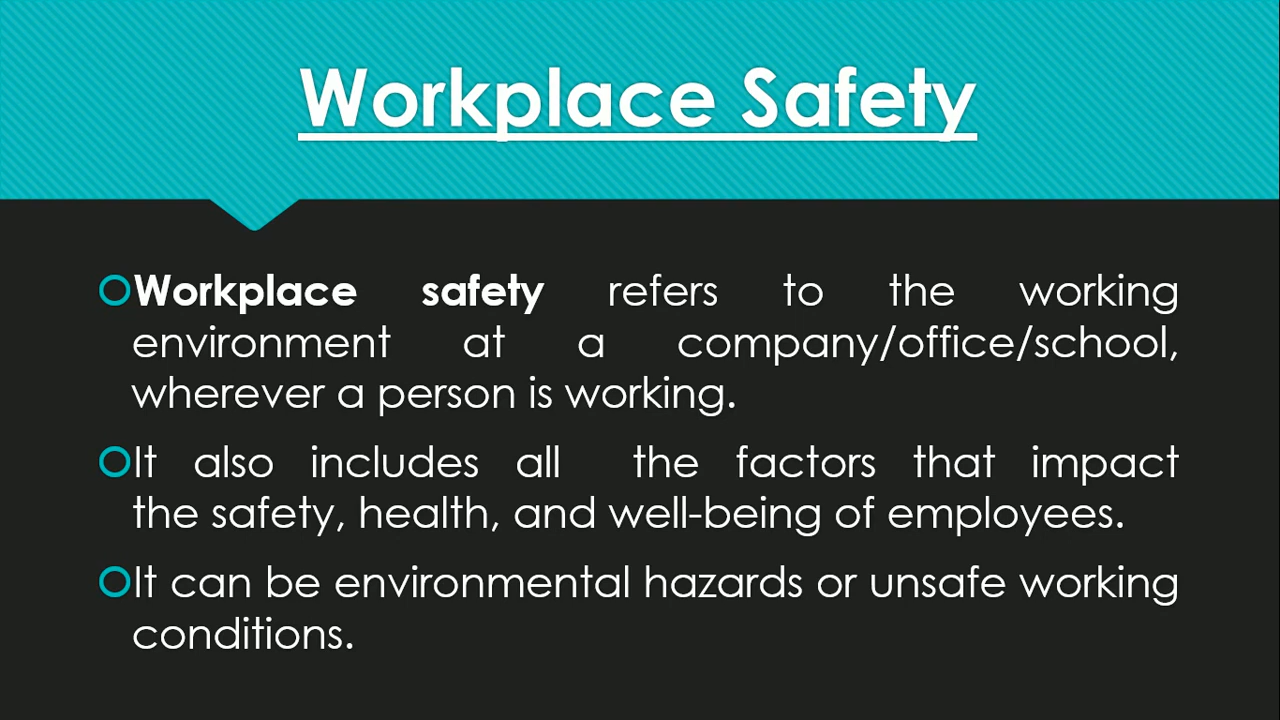 Workplace Safety
Workplace safety refers to the working
environment at a company/office/school,
wherever a person is working.
It also includes all the factors that impact
the safety, health, and well-being of employees.
It can be environmental hazards or unsafe working
conditions.